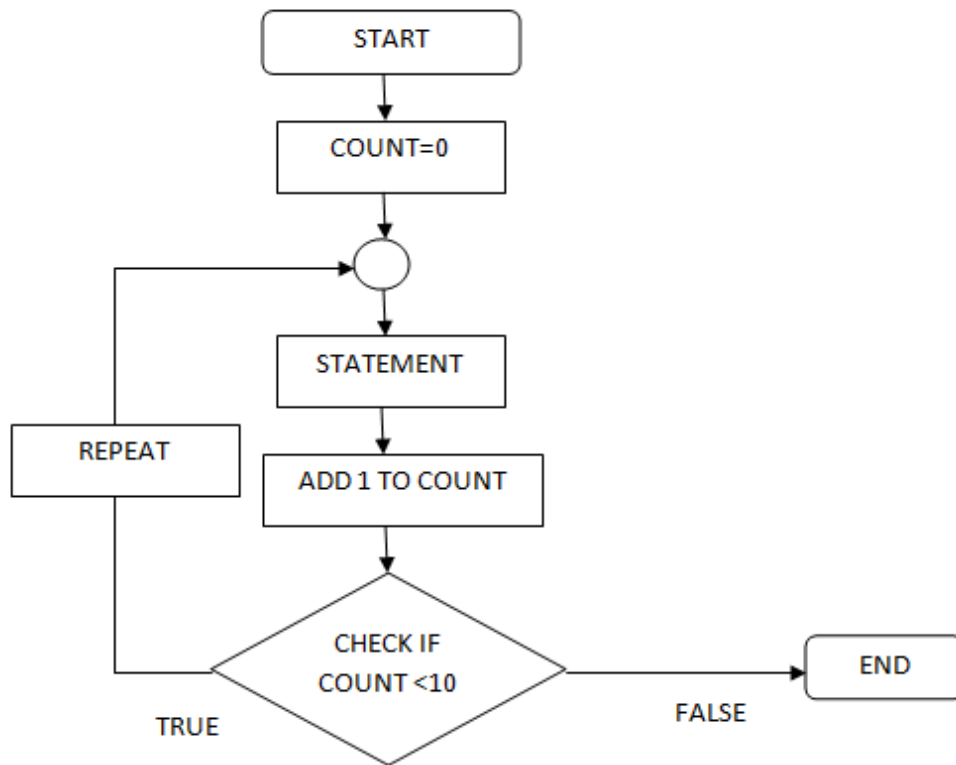 START
COUNT=0
STATEMENT
REPEAT
ADD 1 TO COUNT
CHECK IF
COUNT <10
END
TRUE
FALSE